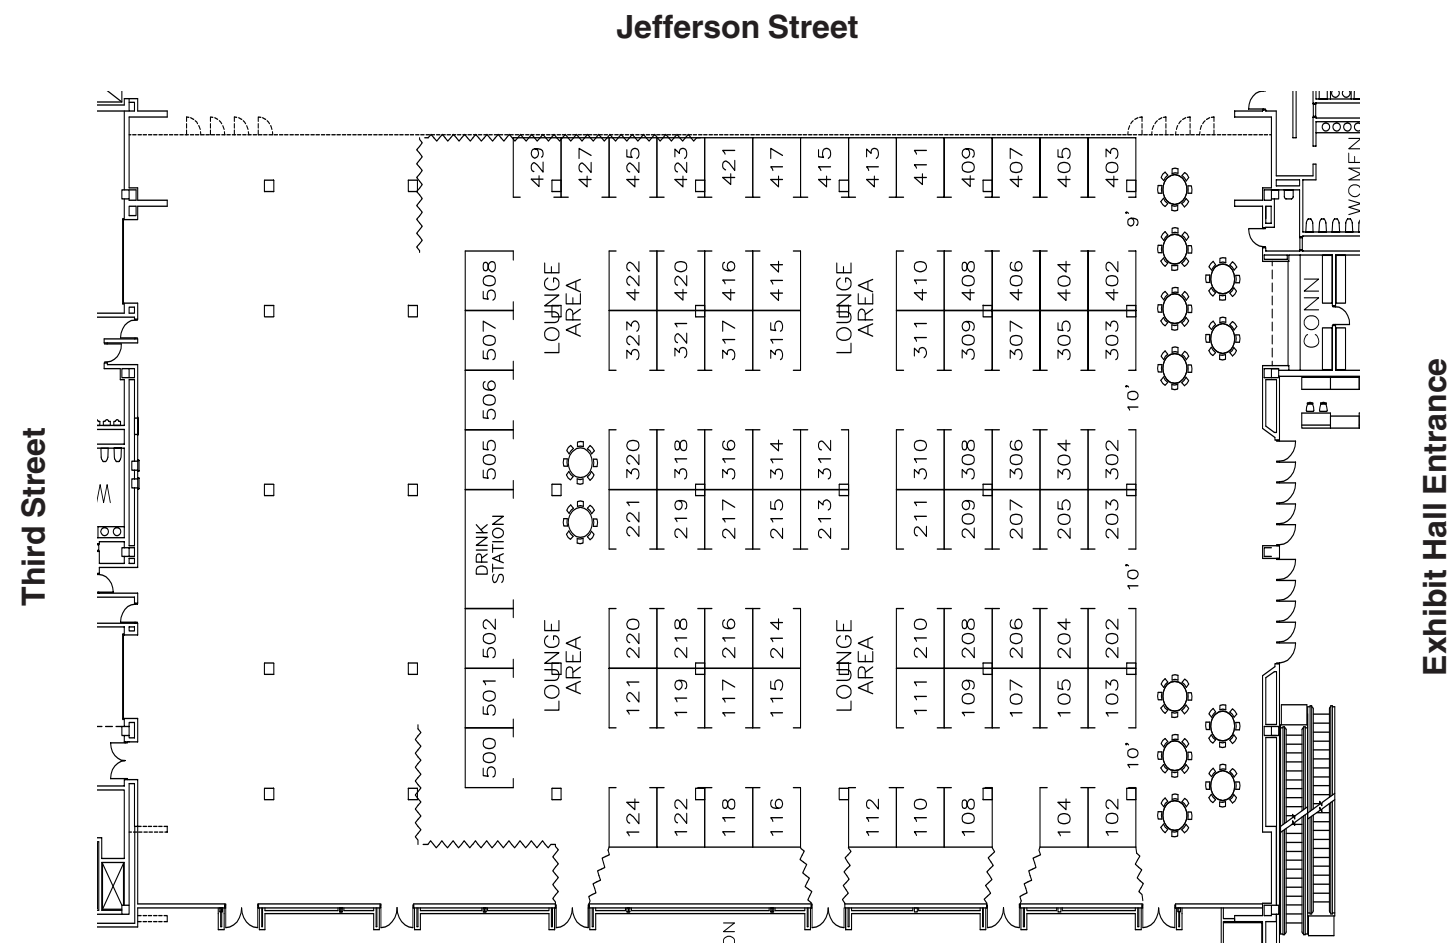 Jefferson Street
429 427 425 423 421 417 415 413 411 409 407 405 403
WOMEN
9'
508
LOUNGE
AREA
422 420 416 414
LOUNGE
AREA
410 408 406 404 402
CONN
507
323 321 317 315
311 309 307 305 303
506
10'
Third Street
Exhibit Hall Entrance
505
320 318 316 314 312
310 308 306 304 302
DRINK
STATION
221 219 217 215 213
211 209 207 205 203
10'
502
LOUNGE
AREA
220 218 216 214
LOUNGE
AREA
210 208 206 204 202
501
121 119 117 115
111 109 107 105 103
500
10'
124 122 118 116
112 110 108
104 102
ON